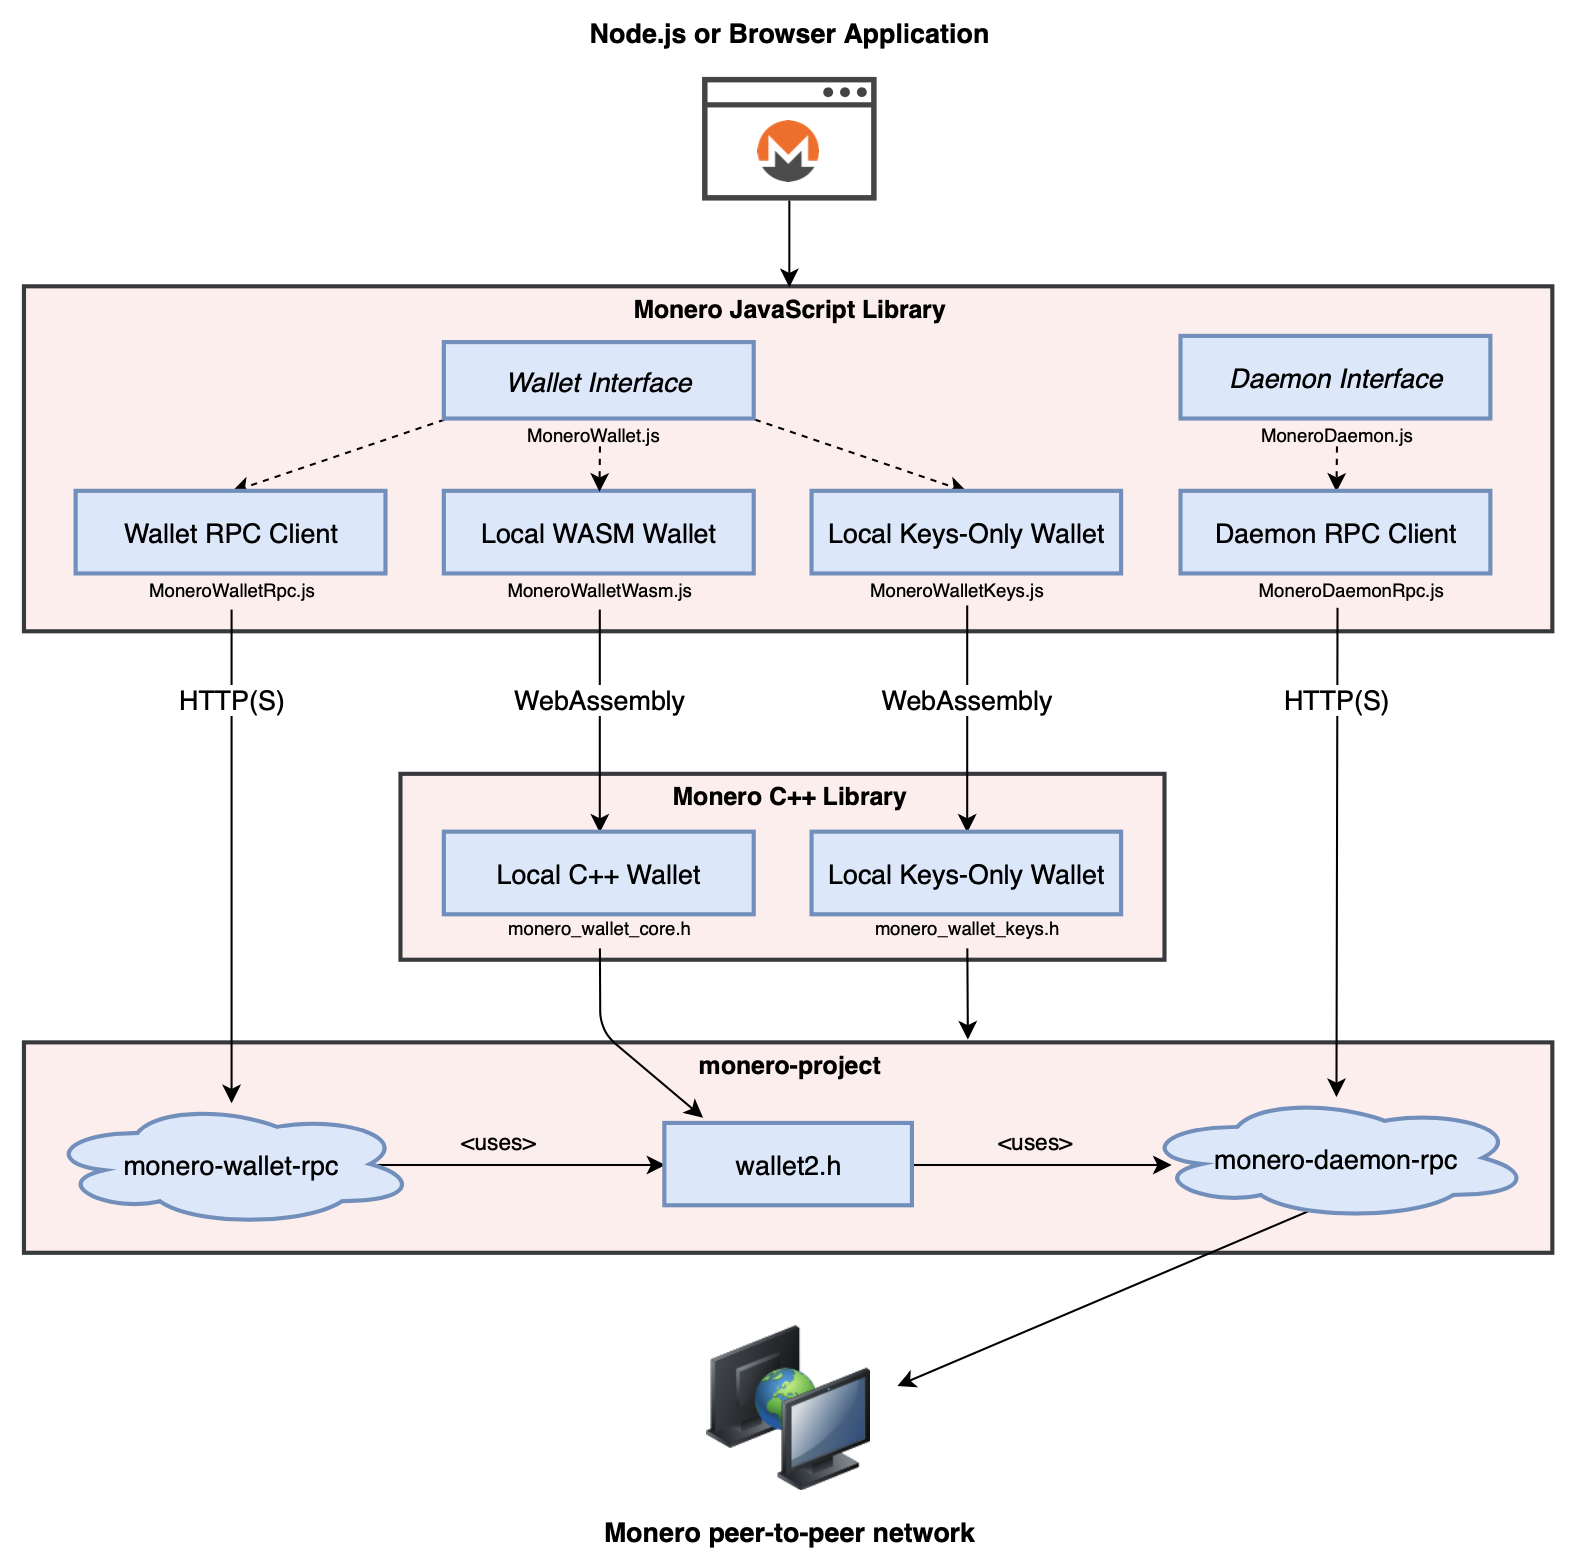 Node.js or Browser Application
Monero JavaScript Library
Wallet Interface
Daemon Interface
MoneroWallet.js
MoneroDaemon.js
Wallet RPC Client
Local WASM Wallet
Local Keys-Only Wallet
Daemon RPC Client
MoneroWalletRpc.js
MoneroWalletWasm.js
MoneroWalletKeys.js
MoneroDaemonRpc.js
HTTP(S)
WebAssembly
WebAssembly
HTTP(S)
Monero C++ Library
Local C++ Wallet
Local Keys-Only Wallet
monero_wallet_core.h
monero_wallet_keys.h
monero-project
monero-wallet-rpc
<uses>
wallet2.h
<uses>
monero-daemon-rpc
Monero peer-to-peer network